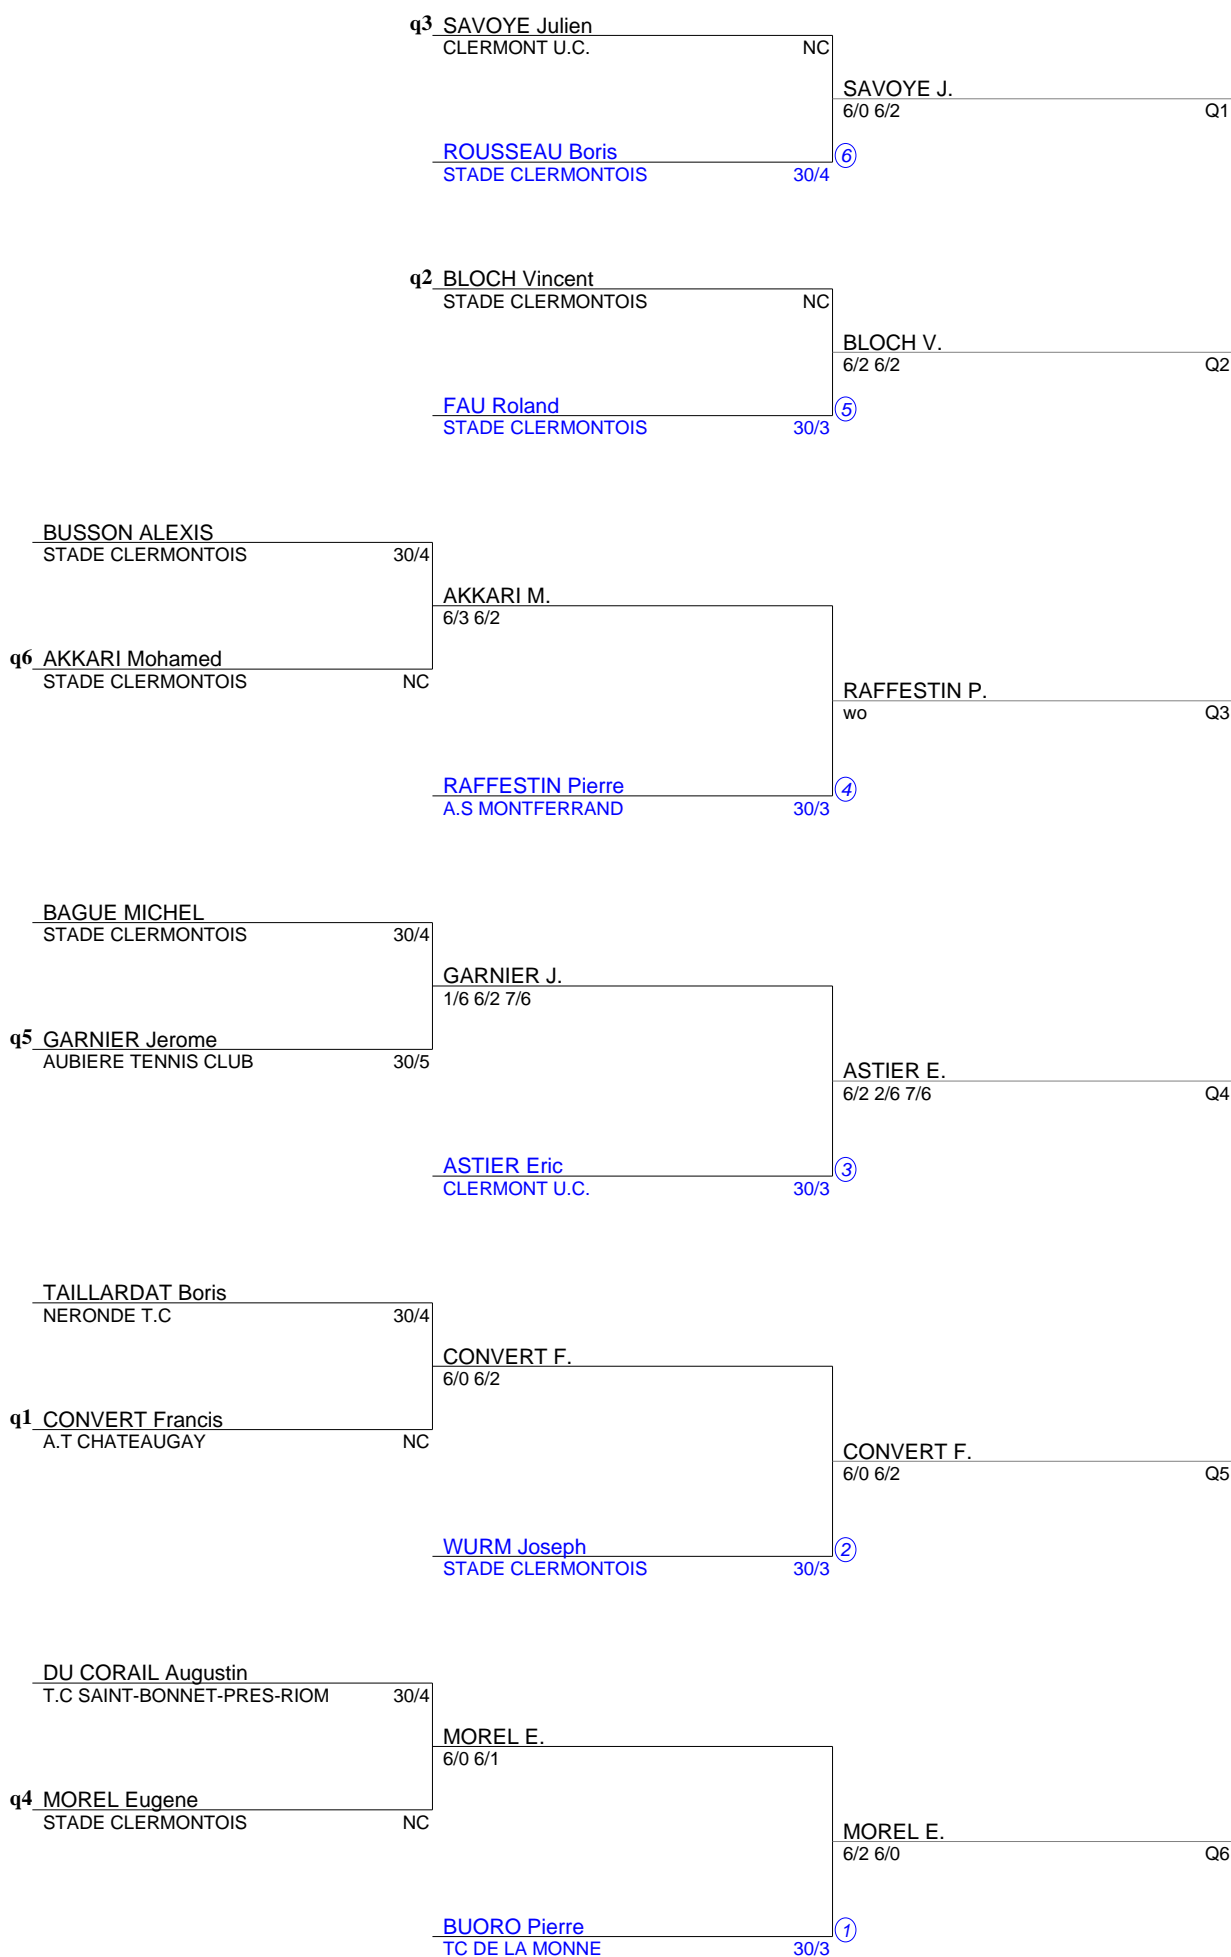 q3 SAVOYE Julien
CLERMONT U.C. NC
SAVOYE J.
6/0 6/2 Q1
ROUSSEAU Boris 6
STADE CLERMONTOIS 30/4
q2 BLOCH Vincent
STADE CLERMONTOIS NC
BLOCH V.
6/2 6/2 Q2
FAU Roland 5
STADE CLERMONTOIS 30/3
BUSSON ALEXIS
STADE CLERMONTOIS 30/4
AKKARI M.
6/3 6/2
q6 AKKARI Mohamed
STADE CLERMONTOIS NC
RAFFESTIN P.
wo Q3
RAFFESTIN Pierre 4
A.S MONTFERRAND 30/3
BAGUE MICHEL
STADE CLERMONTOIS 30/4
GARNIER J.
1/6 6/2 7/6
q5 GARNIER Jerome
AUBIERE TENNIS CLUB 30/5
ASTIER E.
6/2 2/6 7/6 Q4
ASTIER Eric 3
CLERMONT U.C. 30/3
TAILLARDAT Boris
NERONDE T.C 30/4
CONVERT F.
6/0 6/2
q1 CONVERT Francis
A.T CHATEAUGAY NC
CONVERT F.
6/0 6/2 Q5
WURM Joseph 2
STADE CLERMONTOIS 30/3
DU CORAIL Augustin
T.C SAINT-BONNET-PRES-RIOM 30/4
MOREL E.
6/0 6/1
q4 MOREL Eugene
STADE CLERMONTOIS NC
MOREL E.
6/2 6/0 Q6
BUORO Pierre 1
TC DE LA MONNE 30/3